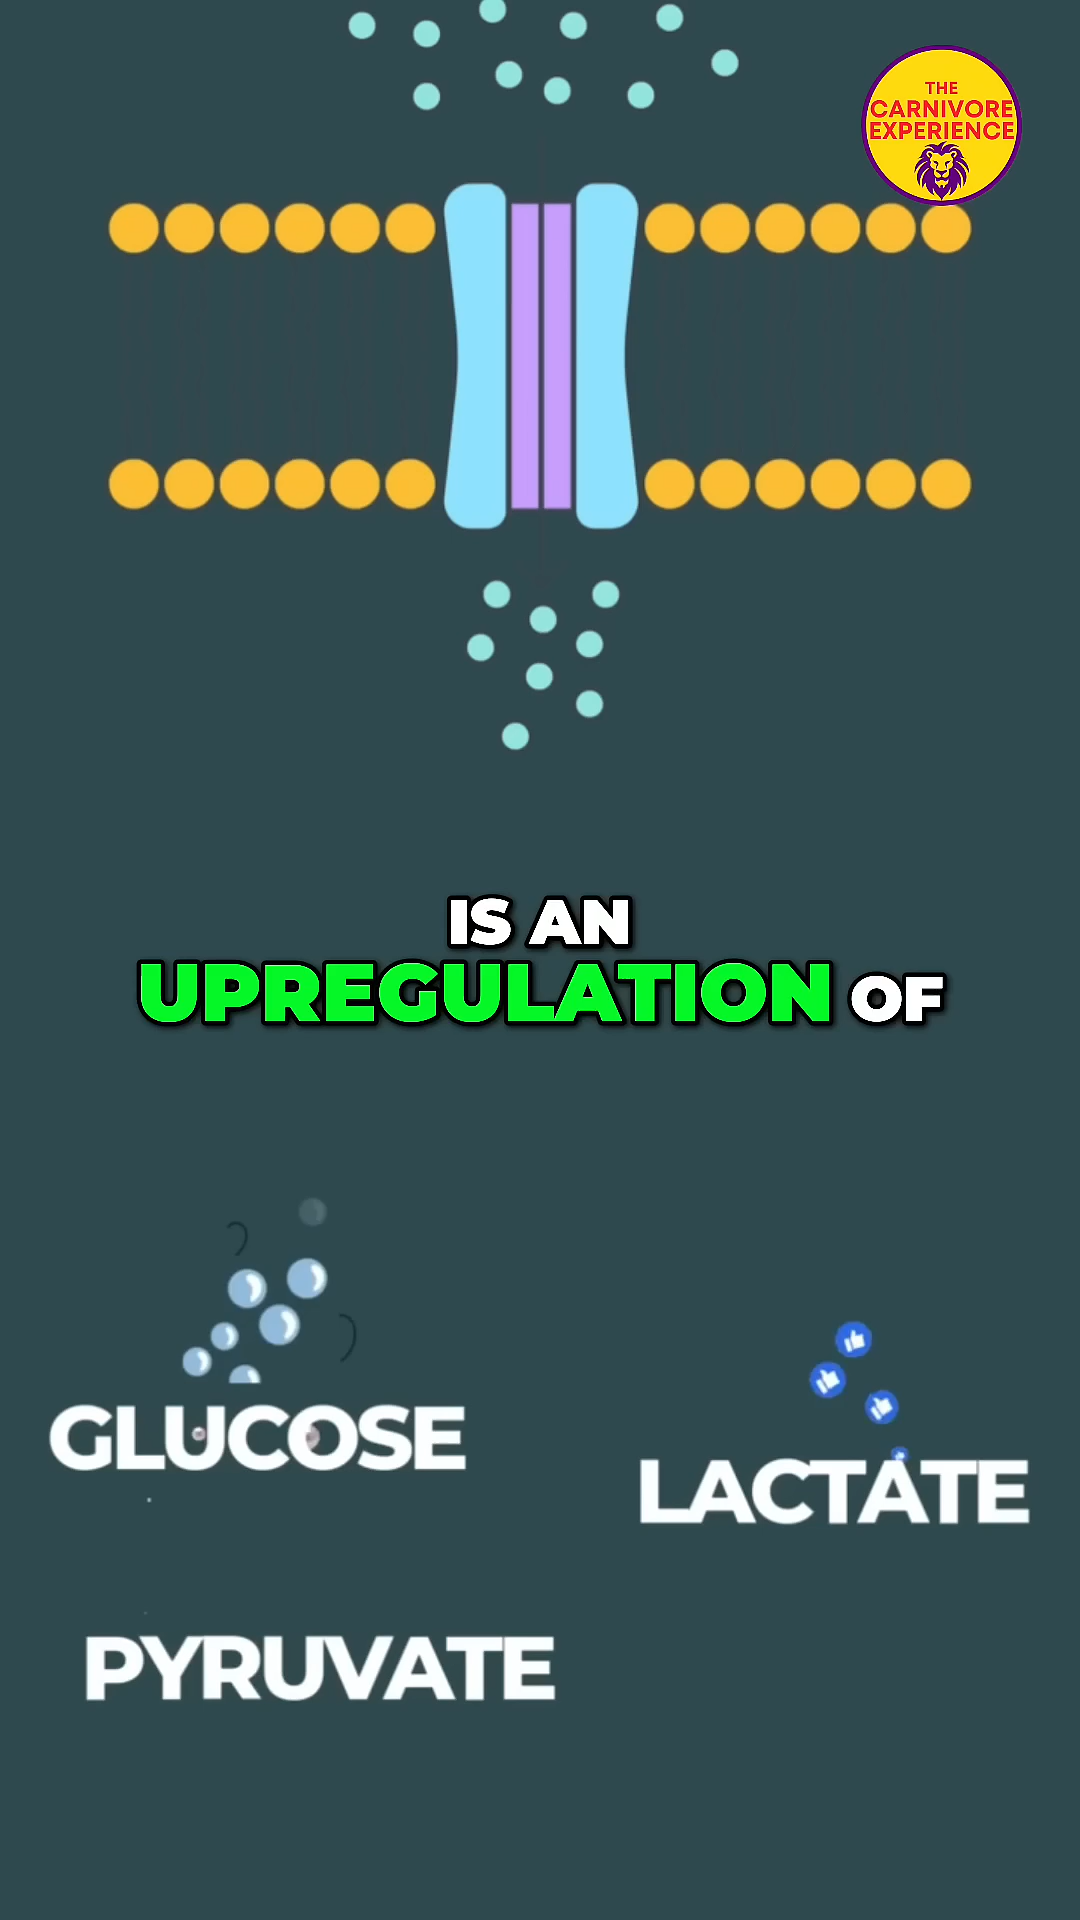 THE
CARNIVORE
EXPERIENCE
IS AN
UPREGULATION OF
GLUCOSE
LACTATE
PYRUVATE